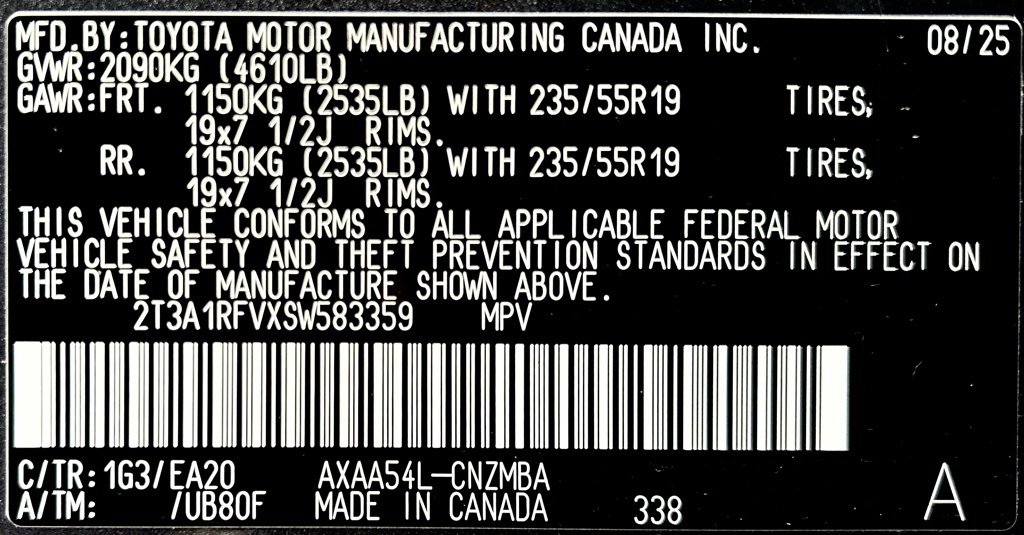 MFD.BY:TOYOTA MOTOR MANUFACTURING CANADA INC. 08/25
GVWR:2090KG (4610LB)
GAWR:FRT. 1150KG (2535LB) WITH 235/55R19 TIRES,
19x7 1/2J RIMS.
RR. 1150KG (2535LB) WITH 235/55R19 TIRES,
19x7 1/2J RIMS.
THIS VEHICLE CONFORMS TO ALL APPLICABLE FEDERAL MOTOR
VEHICLE SAFETY AND THEFT PREVENTION STANDARDS IN EFFECT ON
THE DATE OF MANUFACTURE SHOWN ABOVE.
2T3A1RFVXSW583359 MPV
C/TR: 1G3/EA20 AXAA54L-CNZMBA
A/TM: /UB80F MADE IN CANADA 338 A